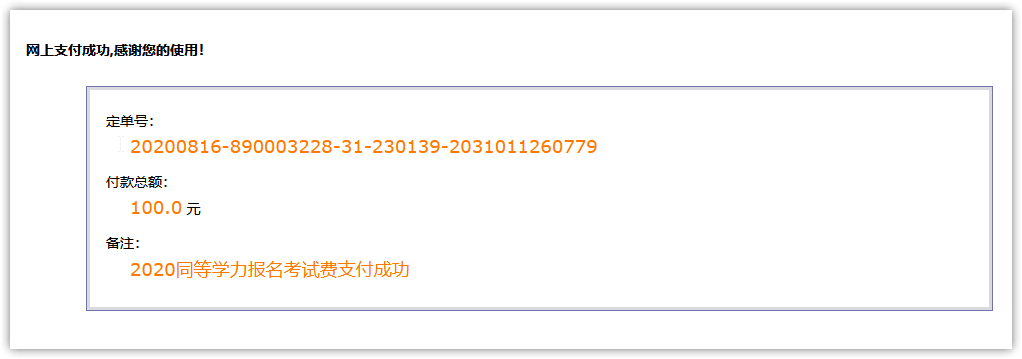 网上支付成功,感谢您的使用!
定单号:
20200816-890003228-31-230139-2031011260779
付款总额:
100.0 元
备注:
2020同等学力报名考试费支付成功